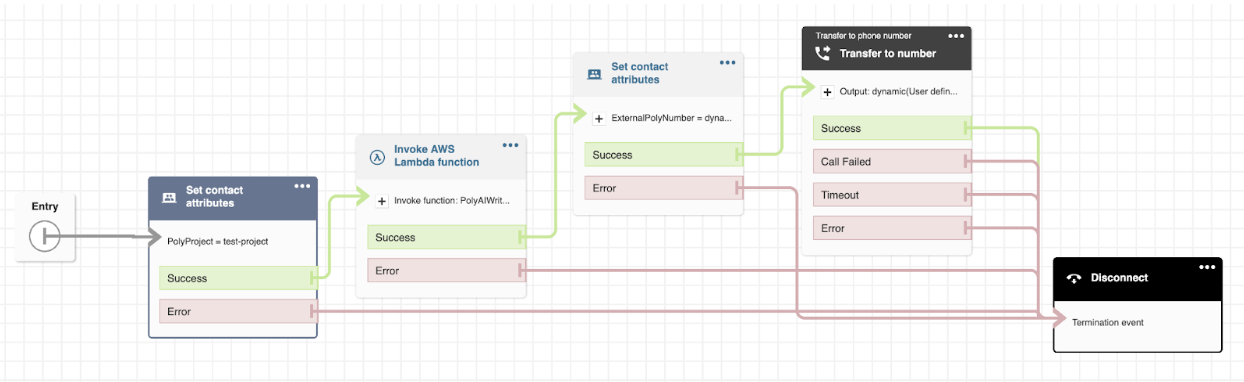 Entry
Set contact
attributes
PolyProject = test-project
Success
Error
Invoke AWS
Lambda function
Invoke function: PolyAIWrit...
Success
Error
Set contact
attributes
ExternalPolyNumber = dyna...
Success
Error
Transfer to phone number
Transfer to number
Output: dynamic(User defin...
Success
Call Failed
Timeout
Error
Disconnect
Termination event